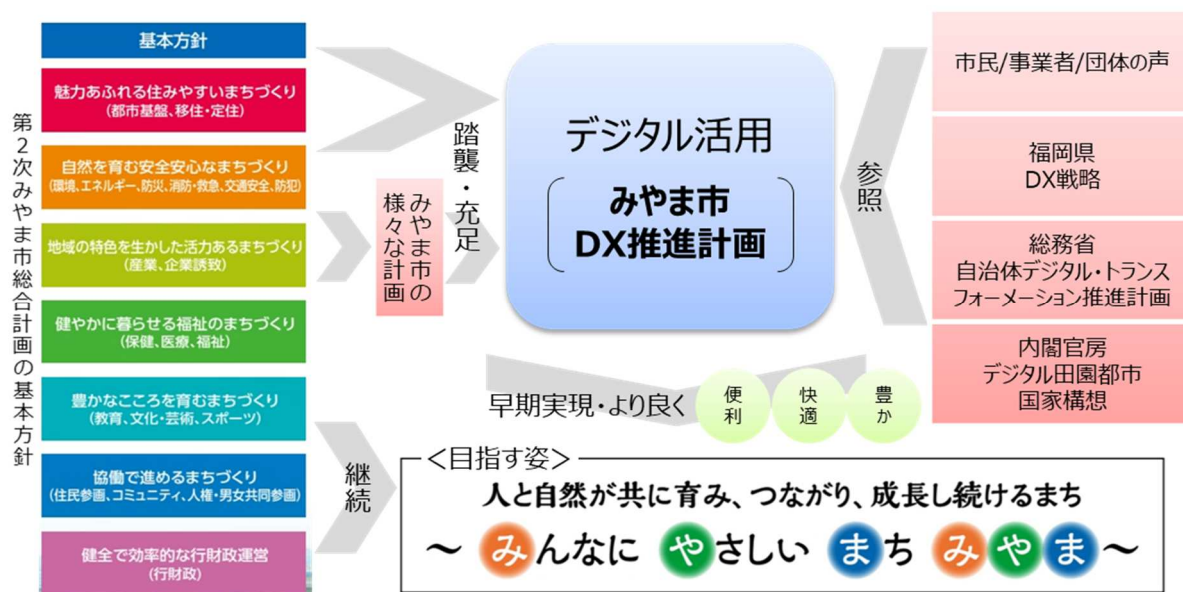 第2次みやま市総合計画の基本方針
基本方針
魅力あふれる住みやすいまちづくり
(都市基盤、移住・定住)
自然を育む安全安心なまちづくり
(環境、エネルギー、防災、消防・救急、交通安全、防犯)
地域の特色を生かした活力あるまちづくり
(産業、企業誘致)
健やかに暮らせる福祉のまちづくり
(保健、医療、福祉)
豊かなこころを育むまちづくり
(教育、文化・芸術、スポーツ)
協働で進めるまちづくり
(住民参画、コミュニティ、人権・男女共同参画)
健全で効率的な行財政運営
(行財政)
みやま市の
様々な計画
踏襲・充足
デジタル活用
みやま市
DX推進計画
参照
市民/事業者/団体の声
福岡県
DX戦略
総務省
自治体デジタル・トランス
フォーメーション推進計画
内閣官房
デジタル田園都市
国家構想
早期実現・より良く
便利
快適
豊か
継続
<目指す姿>
人と自然が共に育み、つながり、成長し続けるまち
~ みんなに やさしい まち みやま~